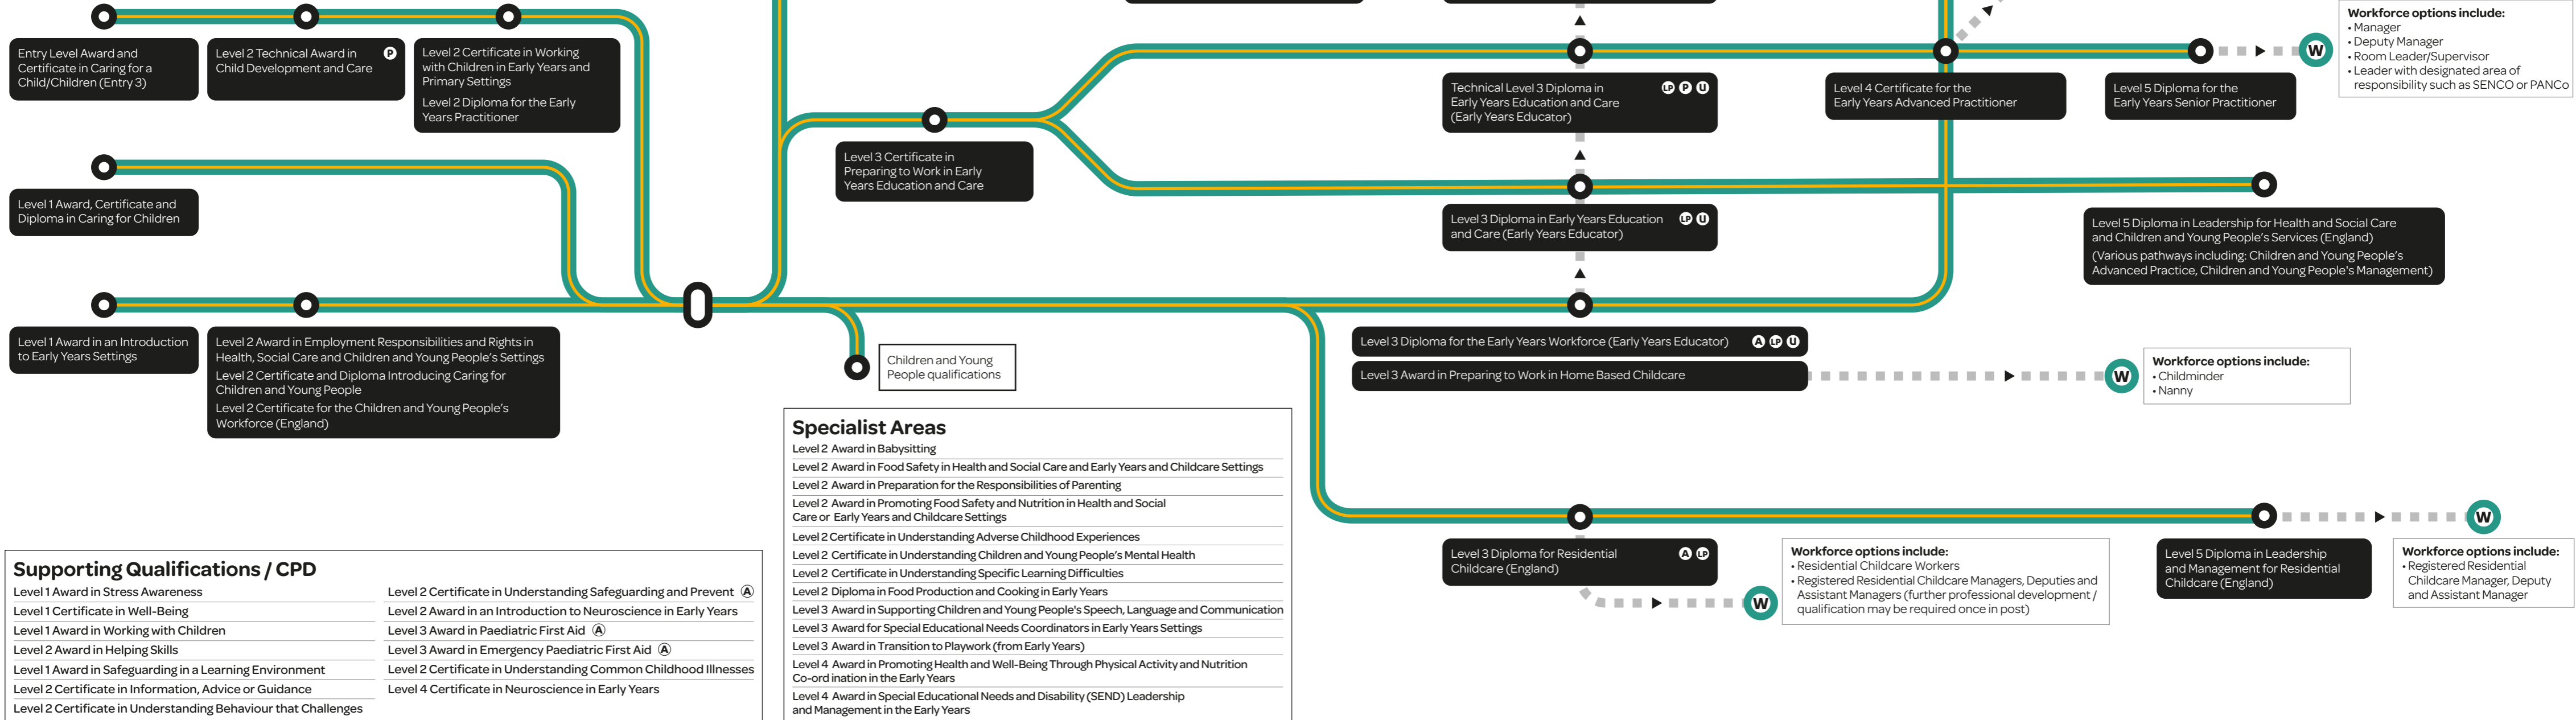 Entry Level Award and
Certificate in Caring for a
Child/Children (Entry 3)
Level 2 Technical Award in
Child Development and Care
P
Level 2 Certificate in Working
with Children in Early Years and
Primary Settings
Level 2 Diploma for the Early
Years Practitioner
Level 1 Award, Certificate and
Diploma in Caring for Children
Level 3 Certificate in
Preparing to Work in Early
Years Education and Care
Technical Level 3 Diploma in
Early Years Education and Care
(Early Years Educator)
LP P U
Level 4 Certificate for the
Early Years Advanced Practitioner
Level 5 Diploma for the
Early Years Senior Practitioner
W
Workforce options include:
• Manager
• Deputy Manager
• Room Leader/Supervisor
• Leader with designated area of
responsibility such as SENCO or PANCo
Level 3 Diploma in Early Years Education
and Care (Early Years Educator)
LP U
Level 5 Diploma in Leadership for Health and Social Care
and Children and Young People's Services (England)
(Various pathways including: Children and Young People's
Advanced Practice, Children and Young People's Management)
Level 1 Award in an Introduction
to Early Years Settings
Level 2 Award in Employment Responsibilities and Rights in
Health, Social Care and Children and Young People's Settings
Level 2 Certificate and Diploma Introducing Caring for
Children and Young People
Level 2 Certificate for the Children and Young People's
Workforce (England)
Children and Young
People qualifications
Level 3 Diploma for the Early Years Workforce (Early Years Educator) A LP U
Level 3 Award in Preparing to Work in Home Based Childcare
W
Workforce options include:
• Childminder
• Nanny
Specialist Areas
Level 2 Award in Babysitting
Level 2 Award in Food Safety in Health and Social Care and Early Years and Childcare Settings
Level 2 Award in Preparation for the Responsibilities of Parenting
Level 2 Award in Promoting Food Safety and Nutrition in Health and Social
Care or Early Years and Childcare Settings
Level 2 Certificate in Understanding Adverse Childhood Experiences
Level 2 Certificate in Understanding Children and Young People's Mental Health
Level 2 Certificate in Understanding Specific Learning Difficulties
Level 2 Diploma in Food Production and Cooking in Early Years
Level 3 Award in Supporting Children and Young People's Speech, Language and Communication
Level 3 Award for Special Educational Needs Coordinators in Early Years Settings
Level 3 Award in Transition to Playwork (from Early Years)
Level 4 Award in Promoting Health and Well-Being Through Physical Activity and Nutrition
Co-ord ination in the Early Years
Level 4 Award in Special Educational Needs and Disability (SEND) Leadership
and Management in the Early Years
Level 3 Diploma for Residential
Childcare (England)
A LP
W
Workforce options include:
• Residential Childcare Workers
• Registered Residential Childcare Managers, Deputies and
Assistant Managers (further professional development /
qualification may be required once in post)
Level 5 Diploma in Leadership
and Management for Residential
Childcare (England)
W
Workforce options include:
• Registered Residential
Childcare Manager, Deputy
and Assistant Manager
Supporting Qualifications / CPD
Level 1 Award in Stress Awareness
Level 1 Certificate in Well-Being
Level 1 Award in Working with Children
Level 2 Award in Helping Skills
Level 1 Award in Safeguarding in a Learning Environment
Level 2 Certificate in Information, Advice or Guidance
Level 2 Certificate in Understanding Behaviour that Challenges
Level 2 Certificate in Understanding Safeguarding and Prevent A
Level 2 Award in an Introduction to Neuroscience in Early Years
Level 3 Award in Paediatric First Aid A
Level 3 Award in Emergency Paediatric First Aid A
Level 2 Certificate in Understanding Common Childhood Illnesses
Level 4 Certificate in Neuroscience in Early Years